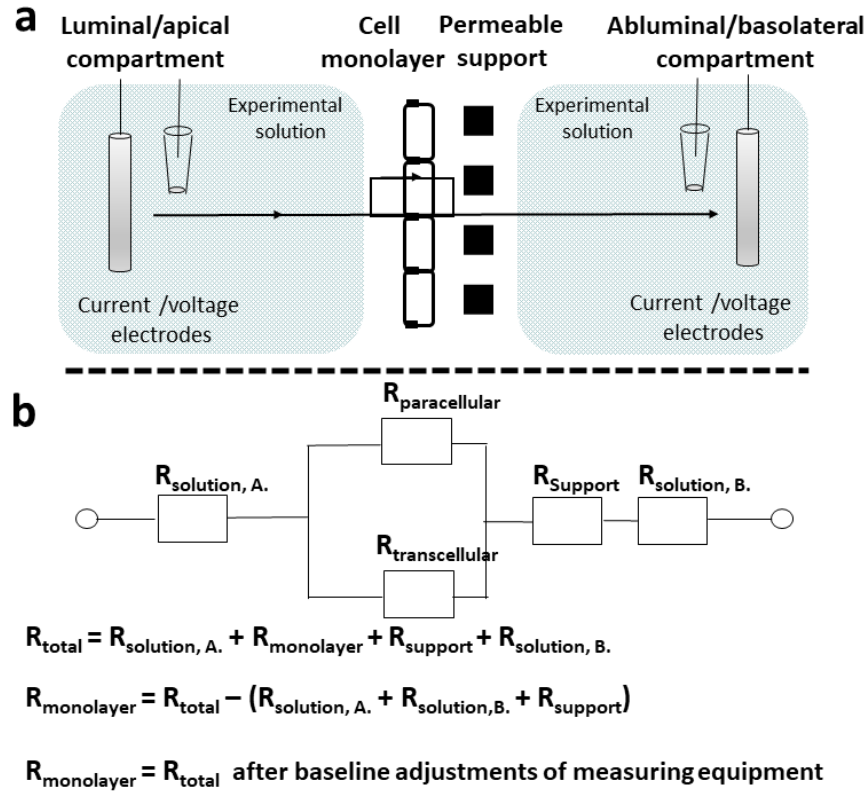 a
Luminal/apical
compartment
Cell
monolayer
Permeable
support
Abluminal/basolateral
compartment
Experimental
solution
Experimental
solution
Current /voltage
electrodes
Current /voltage
electrodes
b
Rparacellular
Rsolution, A.
RSupport
Rsolution, B.
Rtranscellular
Rtotal = Rsolution, A. + Rmonolayer + Rsupport + Rsolution, B.
Rmonolayer = Rtotal – (Rsolution, A. + Rsolution,B. + Rsupport)
Rmonolayer = Rtotal after baseline adjustments of measuring equipment